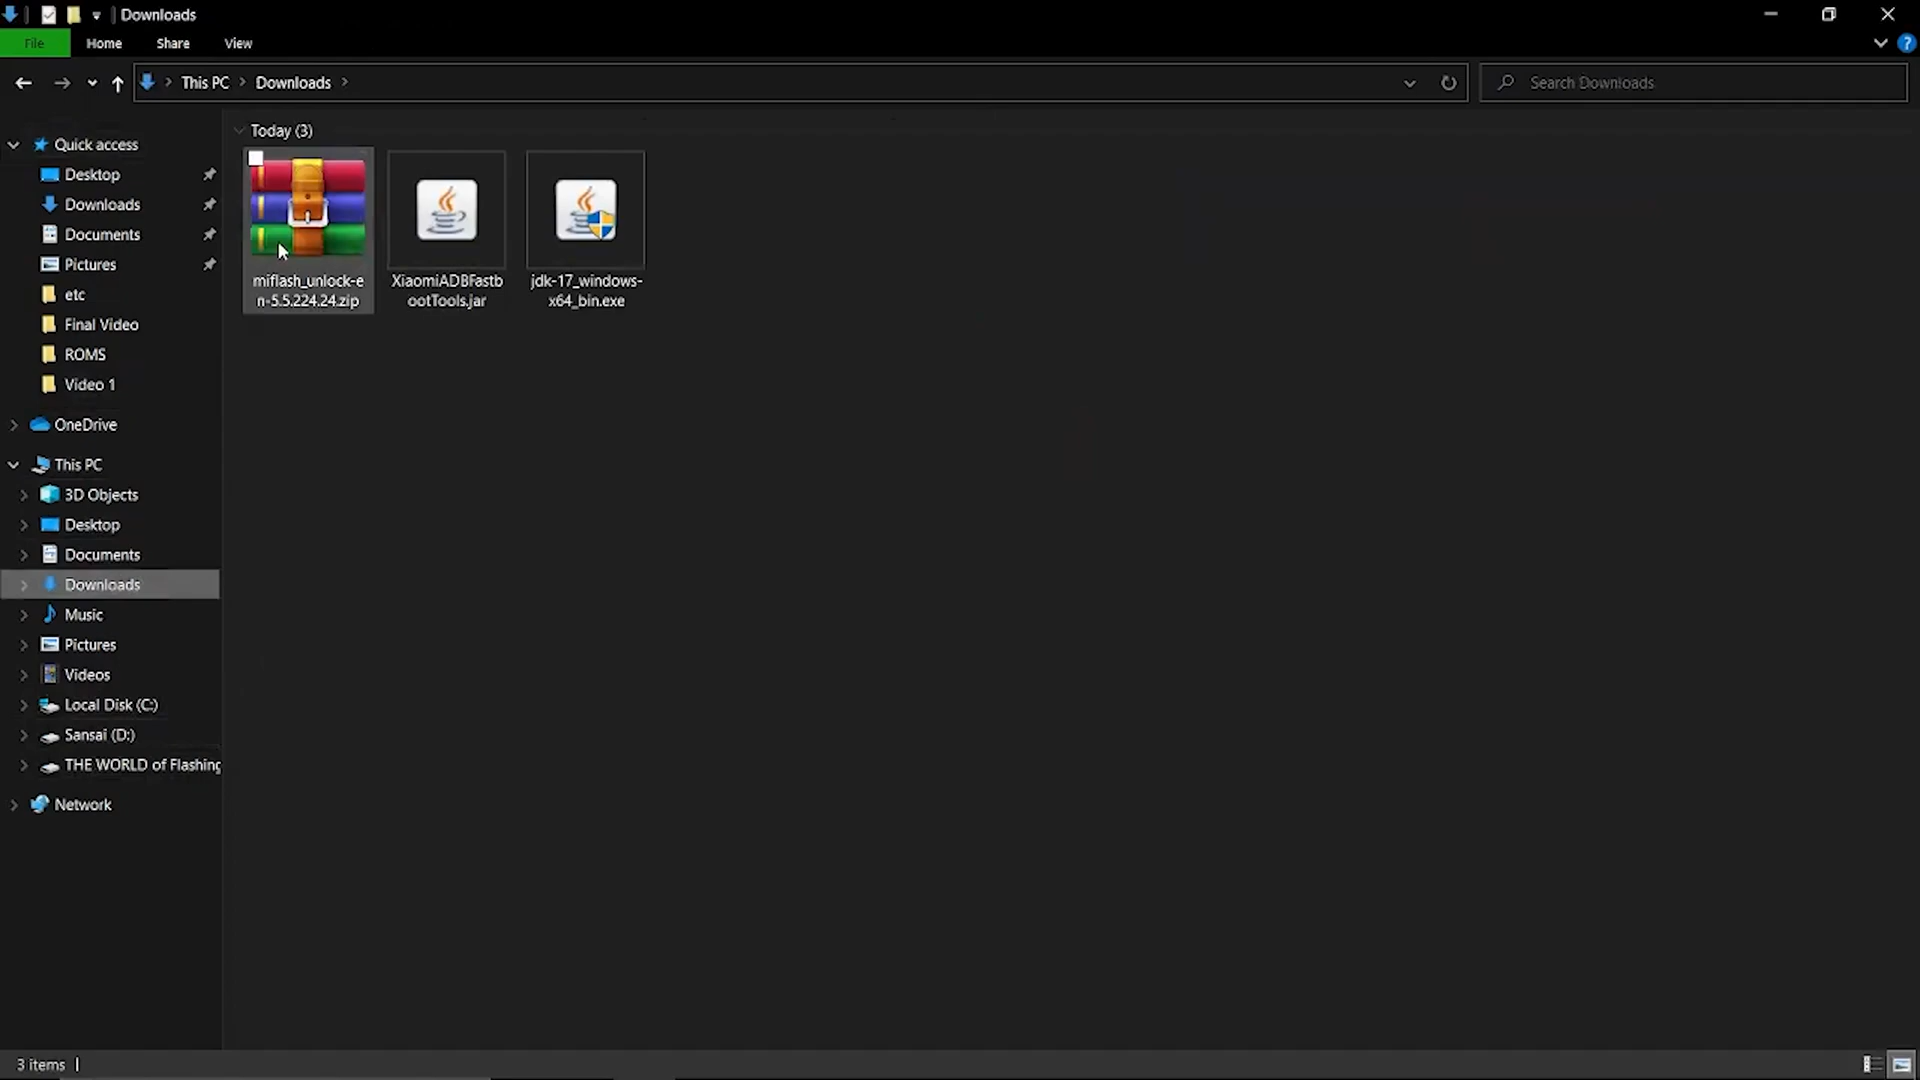 Downloads
File Home Share View
This PC Downloads
Search Downloads
Quick access
Desktop
Downloads
Documents
Pictures
etc
Final Video
ROMS
Video 1
OneDrive
This PC
3D Objects
Desktop
Documents
Downloads
Music
Pictures
Videos
Local Disk (C:)
Sansai (D:)
THE WORLD of Flashing
Network
Today (3)
miflash_unlock-e
n-5.5.224.24.zip
XiaomiADBFastb
ootTools.jar
jdk-17_windows-
x64_bin.exe
3 items